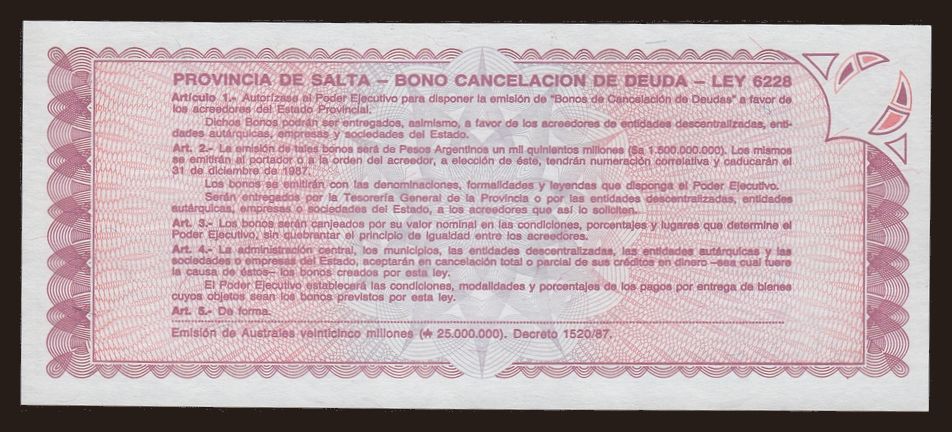 PROVINCIA DE SALTA – BONO CANCELACION DE DEUDA – LEY 6228
Artículo 1.- Autorízase al Poder Ejecutivo para disponer la emisión de "Bonos de Cancelación de Deudas" a favor de
los acreedores del Estado Provincial.
Dichos Bonos podrán ser entregados, asimismo, a favor de los acreedores de entidades descentralizadas, enti-
dades autárquicas, empresas y sociedades del Estado.
Art. 2.- La emisión de tales bonos será de Pesos Argentinos un mil quinientos millones ($a 1.500.000.000). Los mismos
se emitirán al portador o a la orden del acreedor, a elección de éste, tendrán numeración correlativa y caducarán el
31 de diciembre de 1987.
Los bonos se emitirán con las denominaciones, formalidades y leyendas que disponga el Poder Ejecutivo.
Serán entregados por la Tesorería General de la Provincia o por las entidades descentralizadas, entidades
autárquicas, empresas o sociedades del Estado, a los acreedores que así lo soliciten.
Art. 3.- Los bonos serán canjeados por su valor nominal en las condiciones, porcentajes y lugares que determine el
Poder Ejecutivo, sin quebrantar el principio de igualdad entre los acreedores.
Art. 4.- La administración central, los municipios, las entidades descentralizadas, las entidades autárquicas y las
sociedades o empresas del Estado, aceptarán en cancelación total o parcial de sus créditos en dinero –sea cual fuere
la causa de éstos– los bonos creados por esta ley.
El Poder Ejecutivo establecerá las condiciones, modalidades y porcentajes de los pagos por entrega de bienes
cuyos objetos sean los bonos previstos por esta ley.
Art. 5.- De forma.
Emisión de Australes veinticinco millones (₳ 25.000.000). Decreto 1520/87.